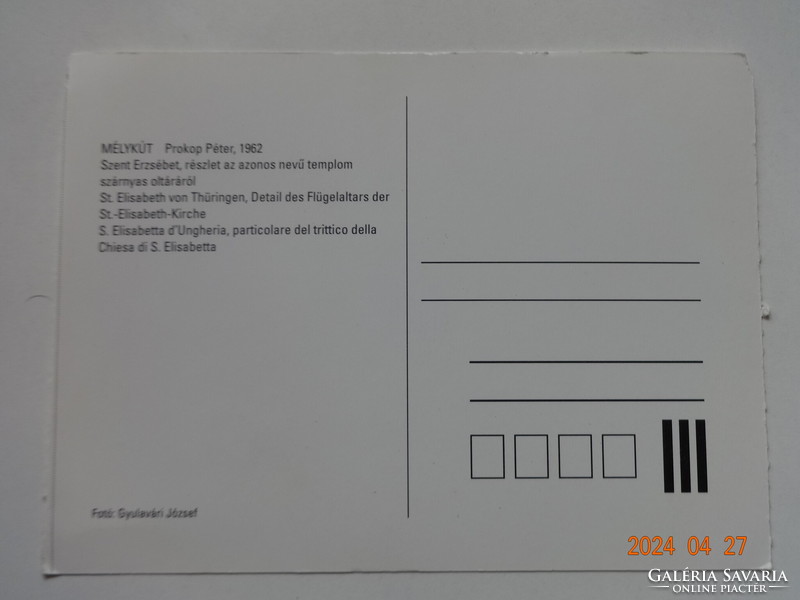 MÉLYKÚT Prokop Péter, 1962
Szent Erzsébet, részlet az azonos nevű templom
szárnyas oltáráról
St. Elisabeth von Thüringen, Detail des Flügelaltars der
St.-Elisabeth-Kirche
S. Elisabetta d'Ungheria, particolare del trittico della
Chiesa di S. Elisabetta
Fotó: Gyulavári József
2024 04 27
GALÉRIA SAVARIA
ONLINE PIACTÉR